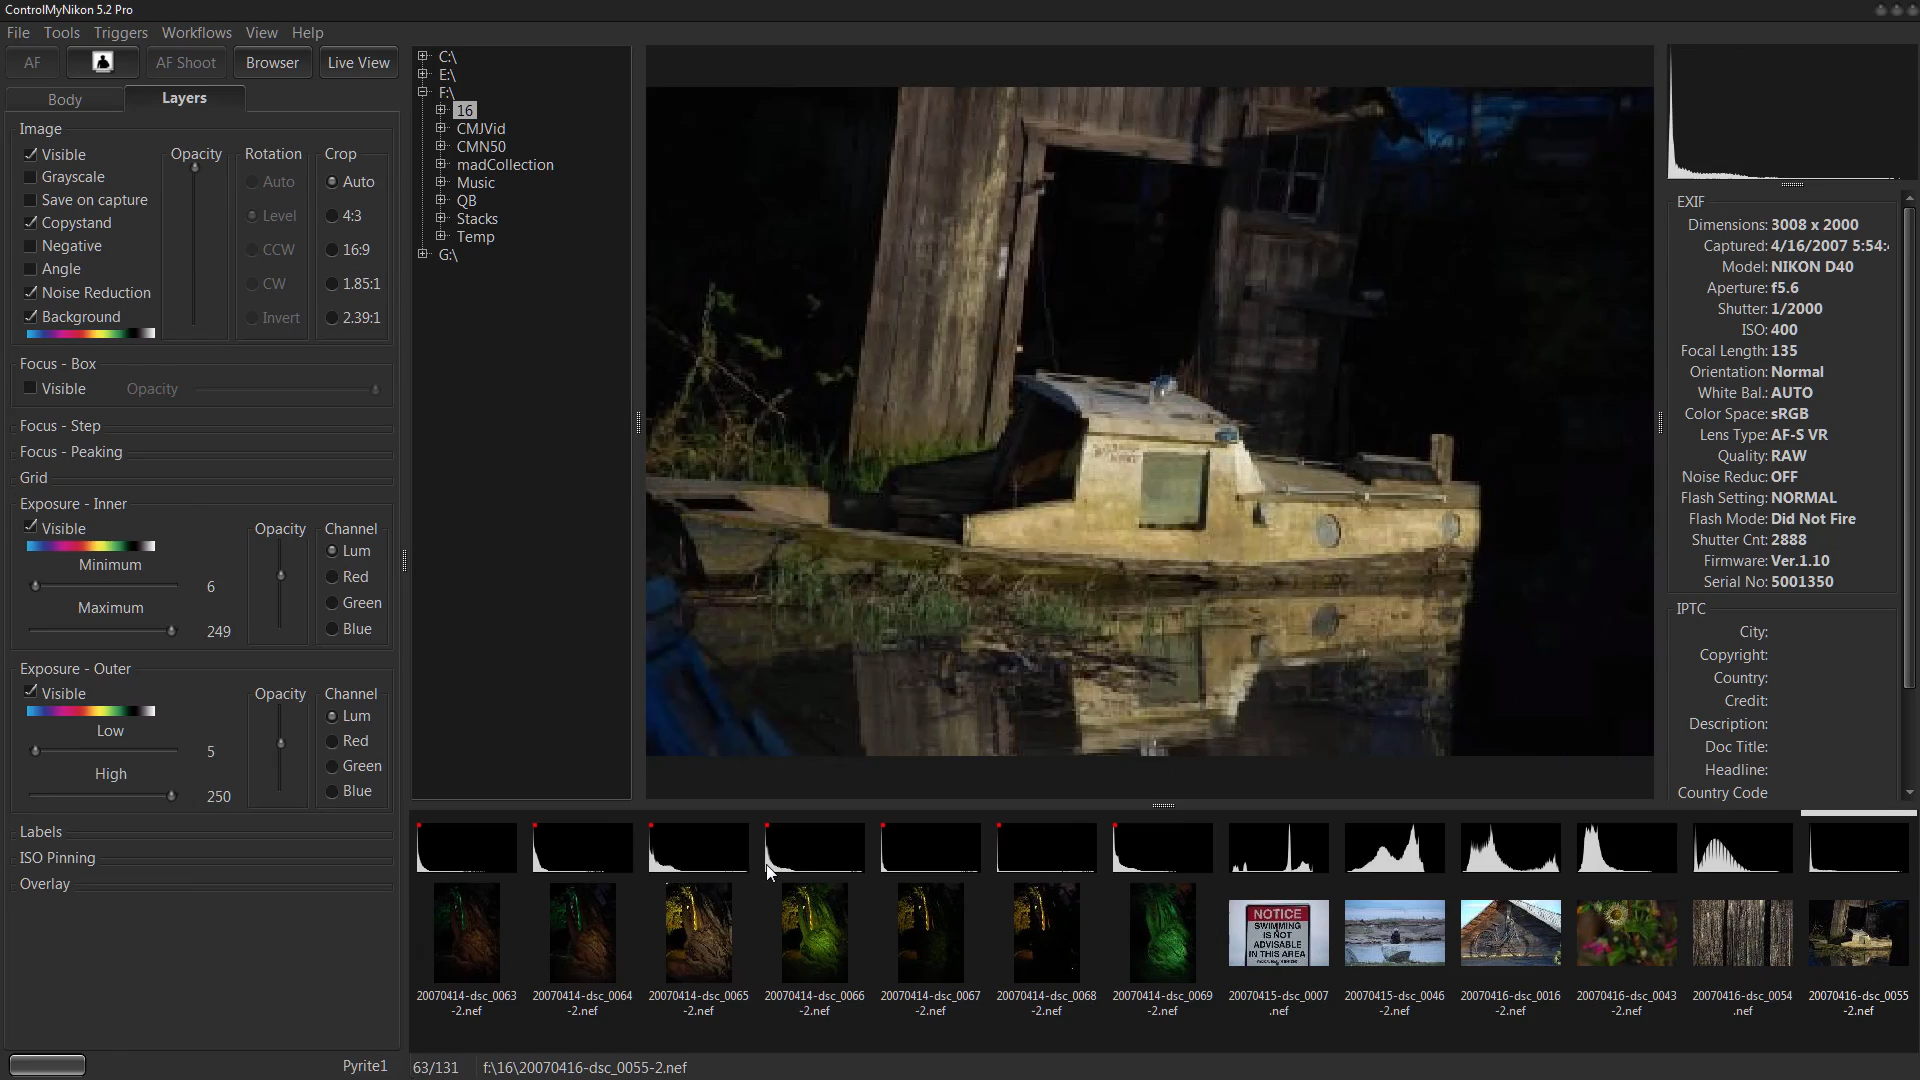 ControlMyNikon 5.2 Pro
File Tools Triggers Workflows View Help
AF AF Shoot Browser Live View
Body Layers
Image
Visible
Grayscale
Save on capture
Copystand
Negative
Angle
Noise Reduction
Background
Opacity
Rotation
Auto
Level
CCW
CW
Invert
Crop
Auto
4:3
16:9
1.85:1
2.39:1
Focus - Box
Visible Opacity
Focus - Step
Focus - Peaking
Grid
Exposure - Inner
Visible
Minimum
6
Maximum
249
Opacity
Channel
Lum
Red
Green
Blue
Exposure - Outer
Visible
Low
5
High
250
Opacity
Channel
Lum
Red
Green
Blue
Labels
ISO Pinning
Overlay
Pyrite1
C:\
E:\
F:\
16
CMJVid
CMN50
madCollection
Music
QB
Stacks
Temp
G:\
EXIF
Dimensions: 3008 x 2000
Captured: 4/16/2007 5:54:
Model: NIKON D40
Aperture: f5.6
Shutter: 1/2000
ISO: 400
Focal Length: 135
Orientation: Normal
White Bal.: AUTO
Color Space: sRGB
Lens Type: AF-S VR
Quality: RAW
Noise Reduc: OFF
Flash Setting: NORMAL
Flash Mode: Did Not Fire
Shutter Cnt: 2888
Firmware: Ver.1.10
Serial No: 5001350
IPTC
City:
Copyright:
Country:
Credit:
Description:
Doc Title:
Headline:
Country Code
NOTICE
SWIMMING
IS NOT
ADVISABLE
IN THIS AREA
20070414-dsc_0063
-2.nef
20070414-dsc_0064
-2.nef
20070414-dsc_0065
-2.nef
20070414-dsc_0066
-2.nef
20070414-dsc_0067
-2.nef
20070414-dsc_0068
-2.nef
20070414-dsc_0069
-2.nef
20070415-dsc_0007
.nef
20070415-dsc_0046
-2.nef
20070416-dsc_0016
-2.nef
20070416-dsc_0043
-2.nef
20070416-dsc_0054
.nef
20070416-dsc_0055
-2.nef
63/131 f:\16\20070416-dsc_0055-2.nef